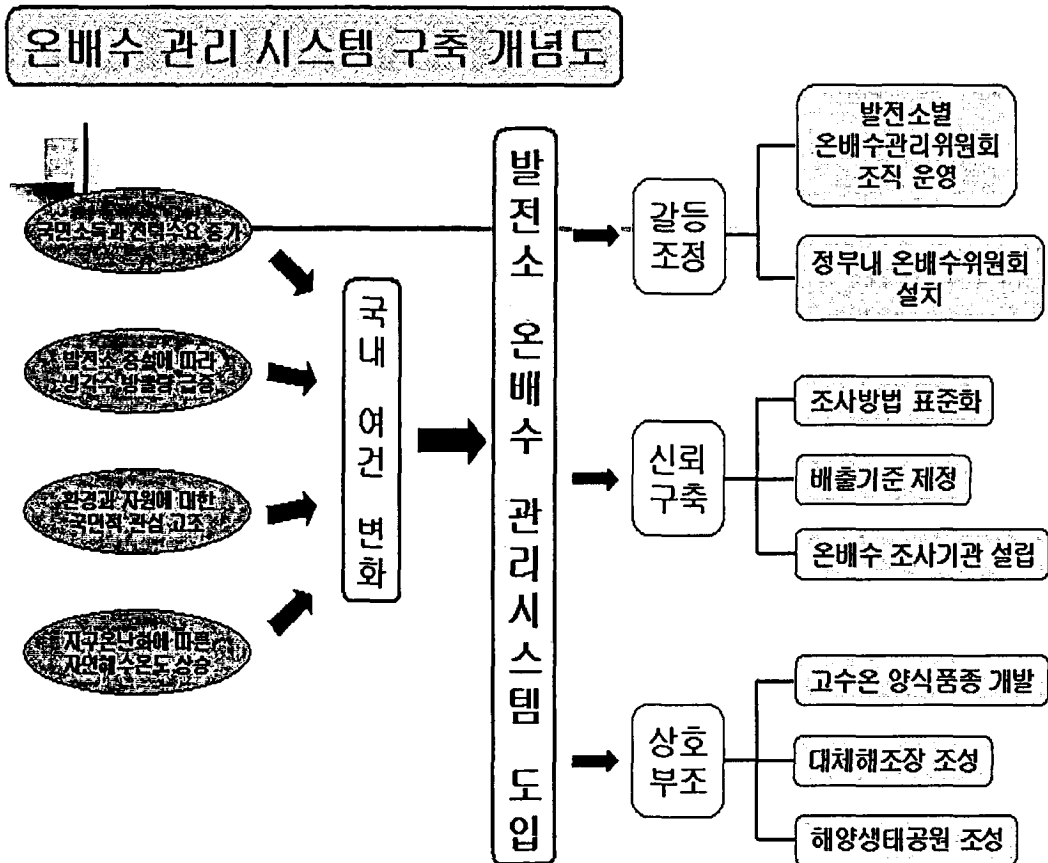 온배수 관리 시스템 구축 개념도
국민소득과 전력수요 증가
발전소 증설에 따라
냉각수 방출량 급증
환경과 자원에 대한
국민적 관심 고조
지구온난화에 따른
자연해수온도 상승
국내 여건 변화
발전소 온배수 관리시스템 도입
갈등
조정
발전소별
온배수관리위원회
조직 운영
정부내 온배수위원회
설치
신뢰
구축
조사방법 표준화
배출기준 제정
온배수 조사기관 설립
상호
부조
고수온 양식품종 개발
대체해조장 조성
해양생태공원 조성